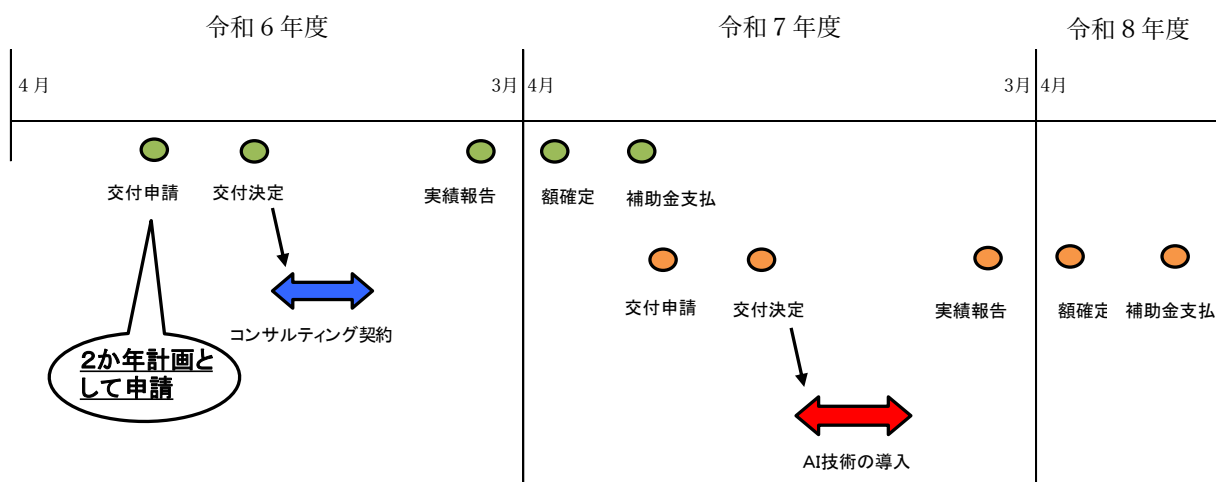 令和６年度
令和７年度
令和８年度
４月
3月
4月
3月
4月
交付申請
交付決定
実績報告
額確定
補助金支払
交付申請
交付決定
実績報告
額確定
補助金支払
コンサルティング契約
2か年計画と
して申請
AI技術の導入